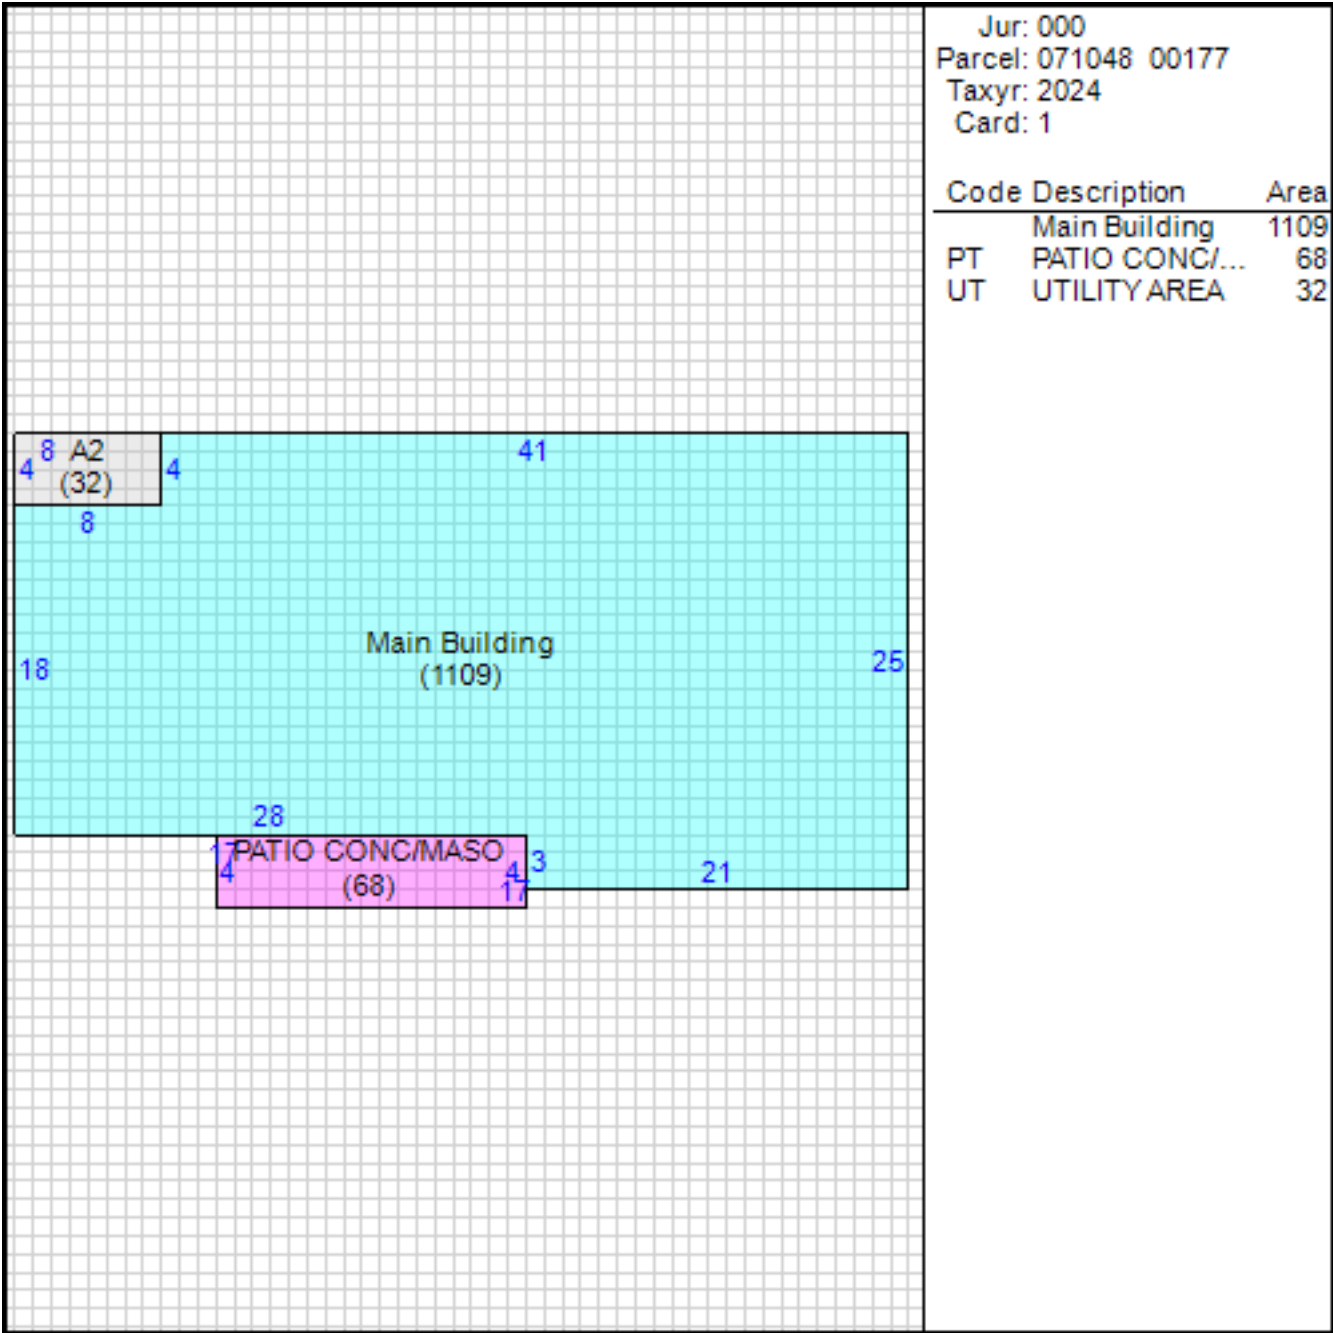 Jur: 000
Parcel: 071048 00177
Taxyr: 2024
Card: 1
Code Description Area
Main Building 1109
PT PATIO CONC/... 68
UT UTILITY AREA 32
8 A2
4 (32) 4
8
41
Main Building
(1109)
18
25
28
17 PATIO CONC/MASO
4 (68) 4
17
3
21